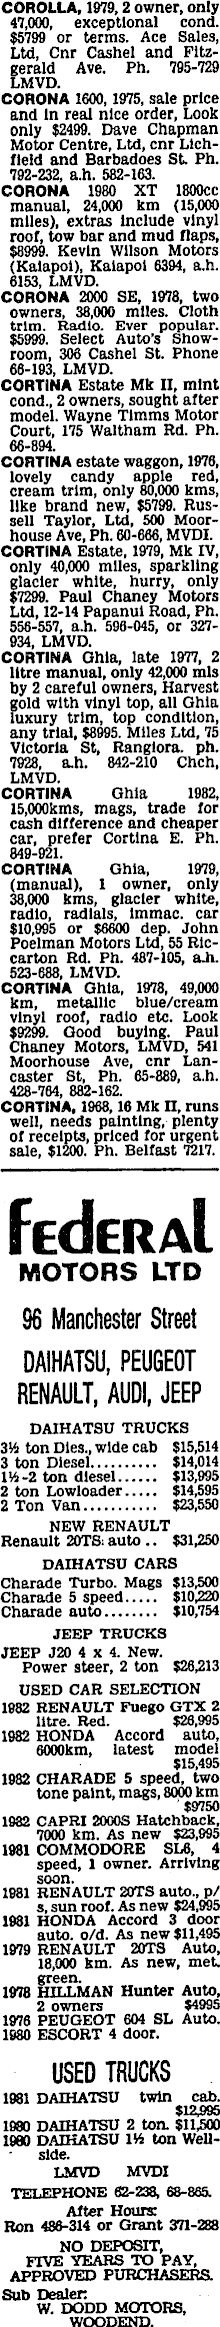 COROLLA, 1979, 2 owner, only
47,000, exceptional cond.
$5799 or terms. Ace Sales,
Ltd, Cnr Cashel and Fitz-
gerald Ave. Ph. 795-729
LMVD.
CORONA 1600, 1975, sale price
and in real nice order, Look
only $2499. Dave Chapman
Motor Centre, Ltd, cnr Lich-
field and Barbadoes St. Ph.
792-232, a.h. 582-163.
CORONA 1980 XT 1800cc
manual, 24,000 km (15,000
miles), extras include vinyl
roof, tow bar and mud flaps,
$8999. Kevin Wilson Motors
(Kaiapoi), Kaiapoi 6394, a.h.
6153, LMVD.
CORONA 2000 SE, 1978, two
owners, 38,000 miles. Cloth
trim. Radio. Ever popular.
$5999. Select Auto's Show-
room, 306 Cashel St. Phone
66-193, LMVD.
CORTINA Estate Mk II, mint
cond., 2 owners, sought after
model. Wayne Timms Motor
Court, 175 Waltham Rd. Ph.
66-894.
CORTINA estate waggon, 1976,
lovely candy apple red,
cream trim, only 80,000 kms,
like brand new, $5799. Rus-
sell Taylor, Ltd, 500 Moor-
house Ave, Ph. 60-666, MVDI.
CORTINA Estate, 1979, Mk IV,
only 40,000 miles, sparkling
glacier white, hurry, only
$7299. Paul Chaney Motors
Ltd, 12-14 Papanui Road, Ph.
556-557, a.h. 596-045, or 327-
934, LMVD.
CORTINA Ghia, late 1977, 2
litre manual, only 42,000 mls
by 2 careful owners, Harvest
gold with vinyl top, all Ghia
luxury trim, top condition,
any trial, $8995. Miles Ltd, 75
Victoria St, Rangiora. ph.
7928, a.h. 842-210 Chch,
LMVD.
CORTINA Ghia 1982,
15,000kms, mags, trade for
cash difference and cheaper
car, prefer Cortina E. Ph.
849-921.
CORTINA Ghia, 1979,
(manual), 1 owner, only
38,000 kms, glacier white,
radio, radials, immac. car
$10,995 or $6600 dep. John
Poelman Motors Ltd, 55 Ric-
carton Rd. Ph. 487-105, a.h.
523-688, LMVD.
CORTINA Ghia, 1978, 49,000
km, metallic blue/cream
vinyl roof, radio etc. Look
$9299. Good buying. Paul
Chaney Motors, LMVD, 541
Moorhouse Ave, cnr Lan-
caster St, Ph. 65-889, a.h.
428-764, 882-162.
CORTINA, 1968, 16 Mk II, runs
well, needs painting, plenty
of receipts, priced for urgent
sale, $1200. Ph. Belfast 7217.
FEDERAL
MOTORS LTD
96 Manchester Street
DAIHATSU, PEUGEOT
RENAULT, AUDI, JEEP
DAIHATSU TRUCKS
3½ ton Dies., wide cab $15,514
3 ton Diesel.......... $14,014
1½-2 ton diesel...... $13,995
2 ton Lowloader..... $14,595
2 Ton Van........... $23,550
NEW RENAULT
Renault 20TS: auto .. $31,250
DAIHATSU CARS
Charade Turbo. Mags $13,500
Charade 5 speed..... $10,220
Charade auto........ $10,754
JEEP TRUCKS
JEEP J20 4 x 4. New.
Power steer, 2 ton $26,213
USED CAR SELECTION
1982 RENAULT Fuego GTX 2
litre. Red. $26,995
1982 HONDA Accord auto,
6000km, latest model
$15,495
1982 CHARADE 5 speed, two
tone paint, mags, 8000 km
$9750
1982 CAPRI 2000S Hatchback,
7000 km. As new $23,995
1981 COMMODORE SL6, 4
speed, 1 owner. Arriving
soon.
1981 RENAULT 20TS auto., p/
s, sun roof. As new $24,995
1981 HONDA Accord 3 door
auto. o/d. As new $11,495
1979 RENAULT 20TS Auto,
18,000 km. As new, met.
green.
1978 HILLMAN Hunter Auto,
2 owners $4995
1976 PEUGEOT 604 SL Auto.
1980 ESCORT 4 door.
USED TRUCKS
1981 DAIHATSU twin cab.
$12,995
1980 DAIHATSU 2 ton. $11,500
1980 DAIHATSU 1½ ton Well-
side.
LMVD MVDI
TELEPHONE 62-238, 68-865.
After Hours:
Ron 486-314 or Grant 371-288
NO DEPOSIT,
FIVE YEARS TO PAY,
APPROVED PURCHASERS.
Sub Dealer:
W. DODD MOTORS,
WOODEND.